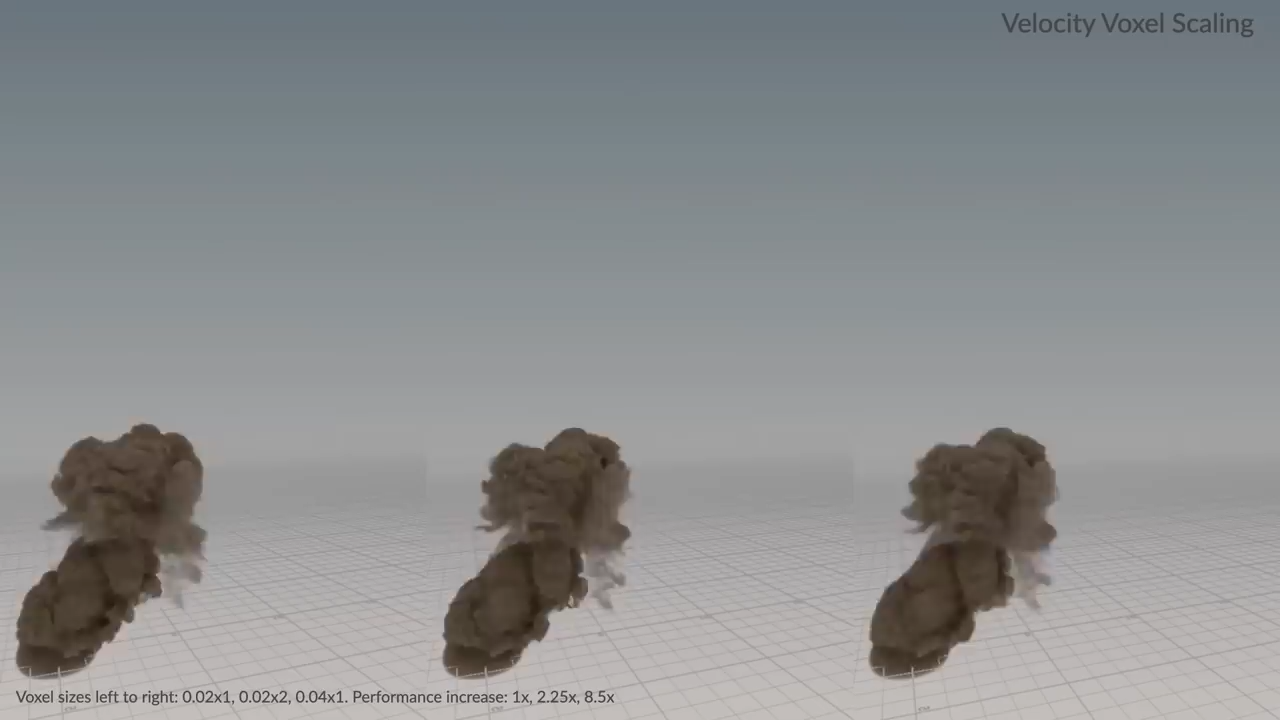 Velocity Voxel Scaling
Voxel sizes left to right: 0.02x1, 0.02x2, 0.04x1. Performance increase: 1x, 2.25x, 8.5x